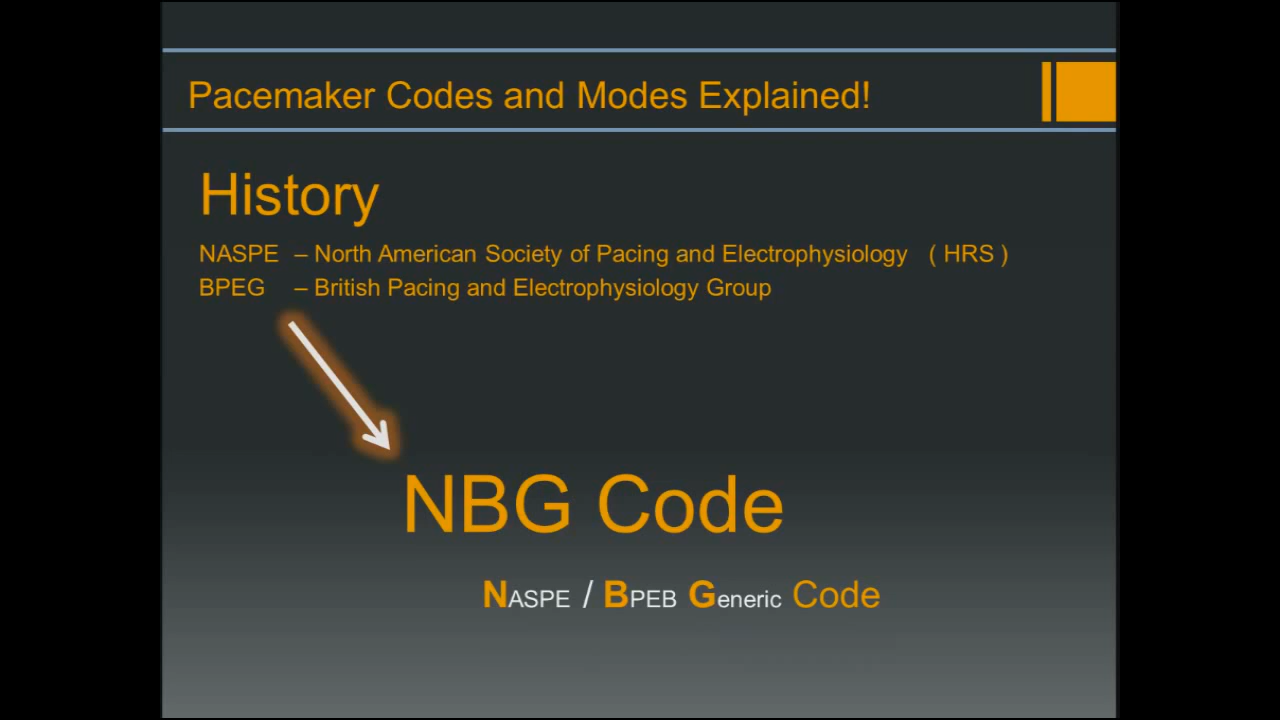 Pacemaker Codes and Modes Explained!
History
NASPE – North American Society of Pacing and Electrophysiology ( HRS )
BPEG – British Pacing and Electrophysiology Group
NBG Code
NASPE / BPEB Generic Code